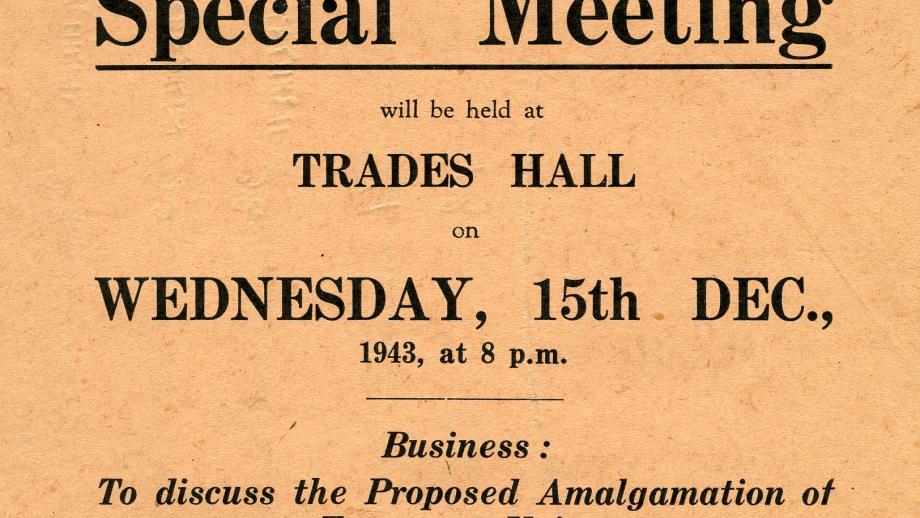 Special Meeting
will be held at
TRADES HALL
on
WEDNESDAY, 15th DEC.,
1943, at 8 p.m.
Business :
To discuss the Proposed Amalgamation of